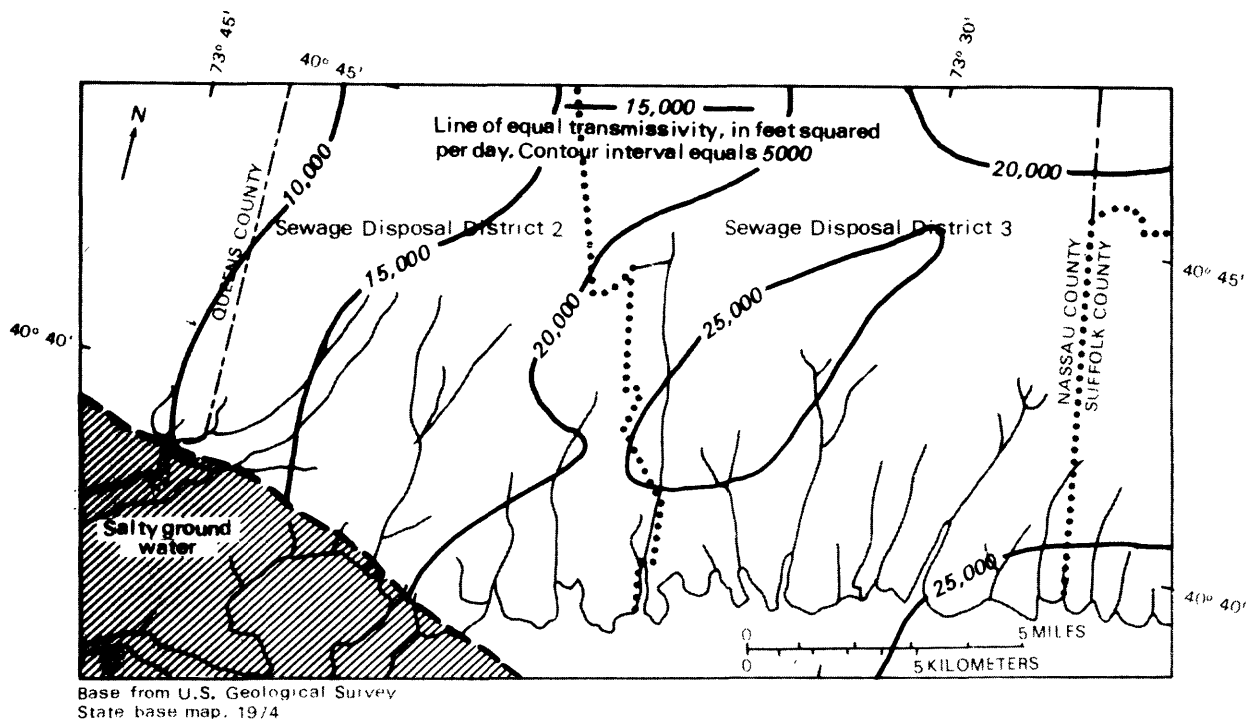 73° 45'
40° 45'
73° 30'
N
15,000
Line of equal transmissivity, in feet squared
per day. Contour interval equals 5000
10,000
20,000
QUEENS COUNTY
Sewage Disposal District 2
Sewage Disposal District 3
15,000
40° 45'
20,000
25,000
40° 40'
NASSAU COUNTY
SUFFOLK COUNTY
Salty ground
water
25,000
40° 40'
0 5 MILES
0 5 KILOMETERS
Base from U.S. Geological Survey
State base map, 1974